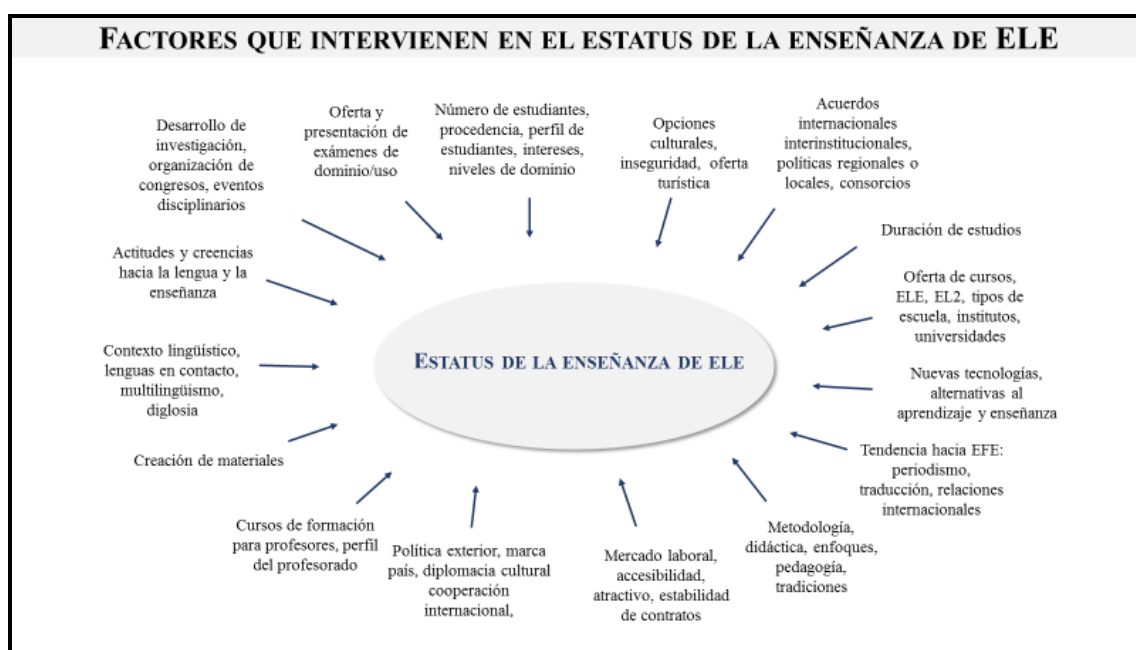 FACTORES QUE INTERVIENEN EN EL ESTATUS DE LA ENSEÑANZA DE ELE
Desarrollo de
investigación,
organización de
congresos, eventos
disciplinarios
Oferta y
presentación de
exámenes de
dominio/uso
Número de estudiantes,
procedencia, perfil de
estudiantes, intereses,
niveles de dominio
Opciones
culturales,
inseguridad, oferta
turística
Acuerdos
internacionales
interinstitucionales,
políticas regionales o
locales, consorcios
Actitudes y creencias
hacia la lengua y la
enseñanza
Duración de estudios
Oferta de cursos,
ELE, EL2, tipos de
escuela, institutos,
universidades
Contexto lingüístico,
lenguas en contacto,
multilingüismo,
diglosia
ESTATUS DE LA ENSEÑANZA DE ELE
Nuevas tecnologías,
alternativas al
aprendizaje y enseñanza
Creación de materiales
Tendencia hacia EFE:
periodismo,
traducción, relaciones
internacionales
Cursos de formación
para profesores, perfil
del profesorado
Política exterior, marca
país, diplomacia cultural
cooperación
internacional,
Mercado laboral,
accesibilidad,
atractivo, estabilidad
de contratos
Metodología,
didáctica, enfoques,
pedagogía,
tradiciones